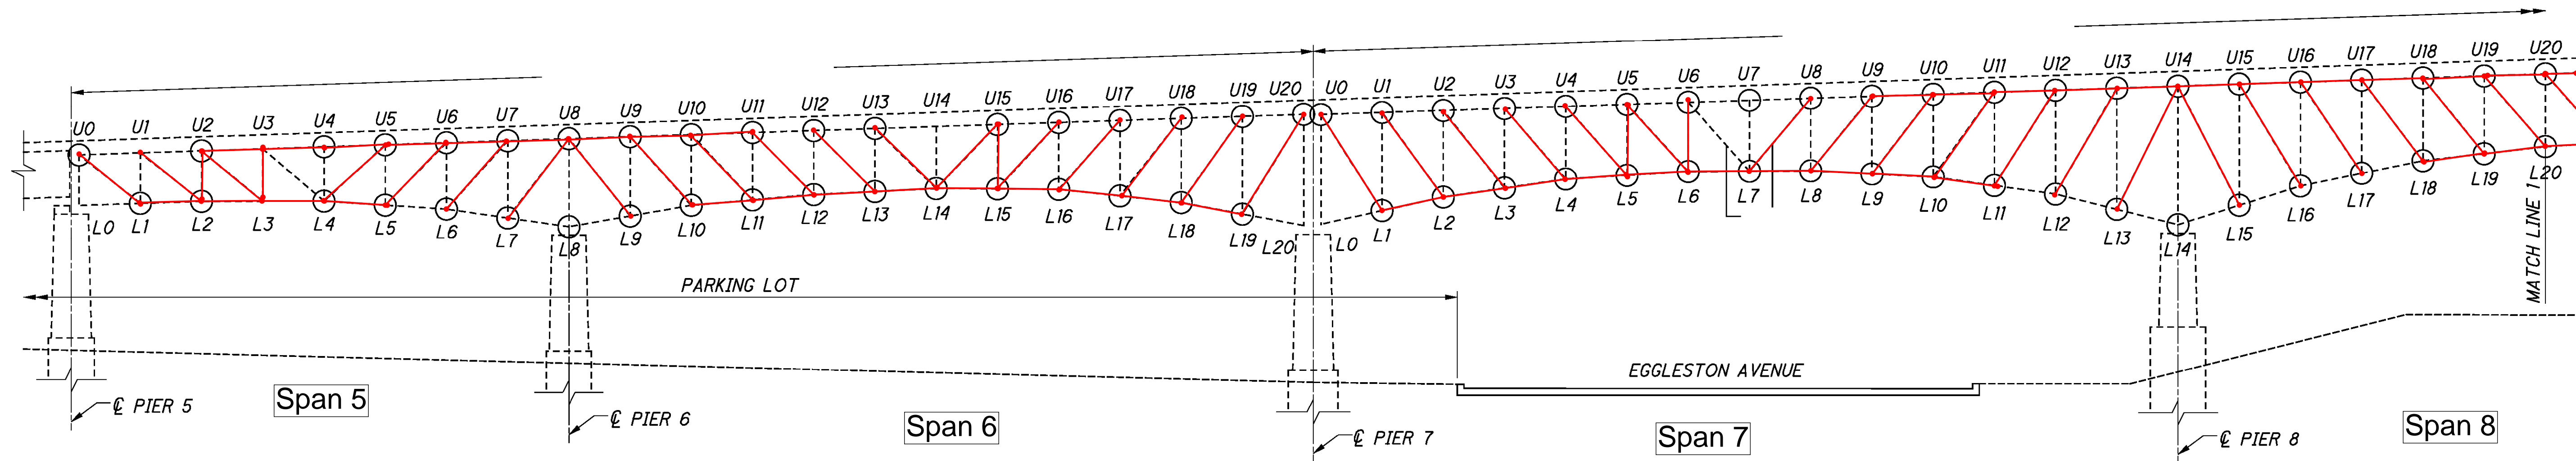 U0 U1 U2 U3 U4 U5 U6 U7 U8 U9 U10 U11 U12 U13 U14 U15 U16 U17 U18 U19 U20 U0 U1 U2 U3 U4 U5 U6 U7 U8 U9 U10 U11 U12 U13 U14 U15 U16 U17 U18 U19 U20
L0 L1 L2 L3 L4 L5 L6 L7 L8 L9 L10 L11 L12 L13 L14 L15 L16 L17 L18 L19 L20 L0 L1 L2 L3 L4 L5 L6 L7 L8 L9 L10 L11 L12 L13 L14 L15 L16 L17 L18 L19 L20
MATCH LINE 1
PARKING LOT
EGGLESTON AVENUE
Span 5
Span 6
Span 7
Span 8
℄ PIER 5
℄ PIER 6
℄ PIER 7
℄ PIER 8